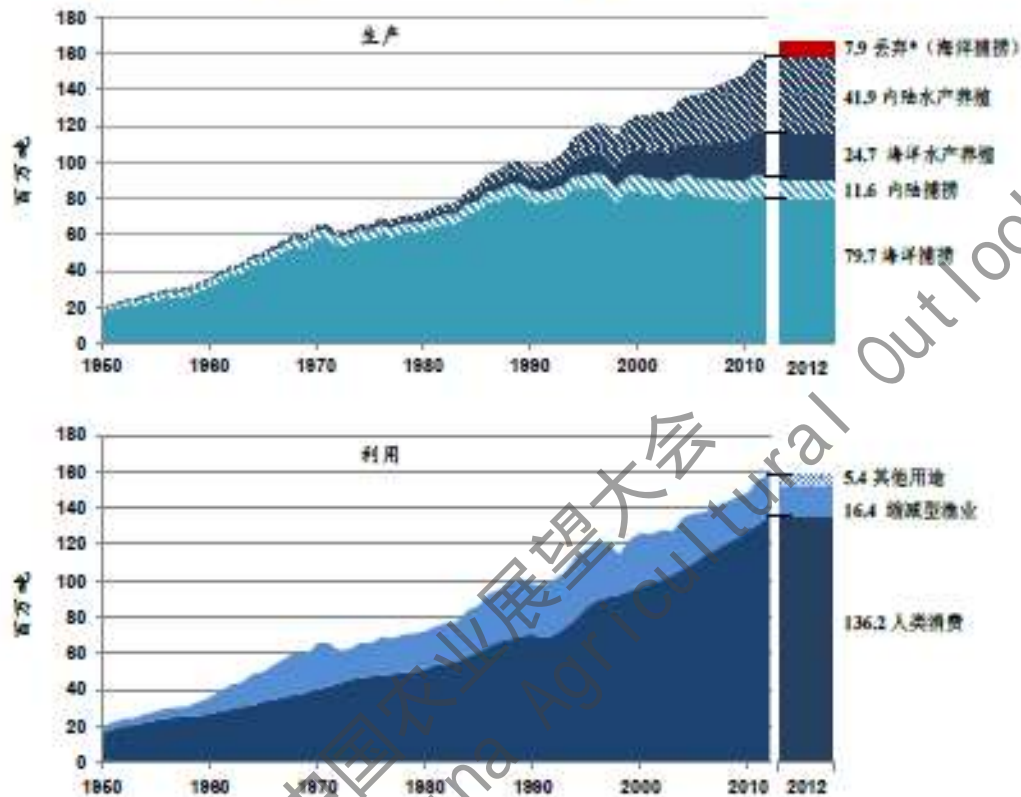 生产
180
160
140
120
100
80
60
40
20
0
百万吨
1950 1960 1970 1980 1990 2000 2010 2012
7.9 丢弃*（海洋捕捞）
41.9 内陆水产养殖
24.7 海洋水产养殖
11.6 内陆捕捞
79.7 海洋捕捞
利用
180
160
140
120
100
80
60
40
20
0
百万吨
1950 1960 1970 1980 1990 2000 2010 2012
5.4 其他用途
16.4 缩减型渔业
136.2 人类消费
中国农业展望大会
China Agricultural Outlook